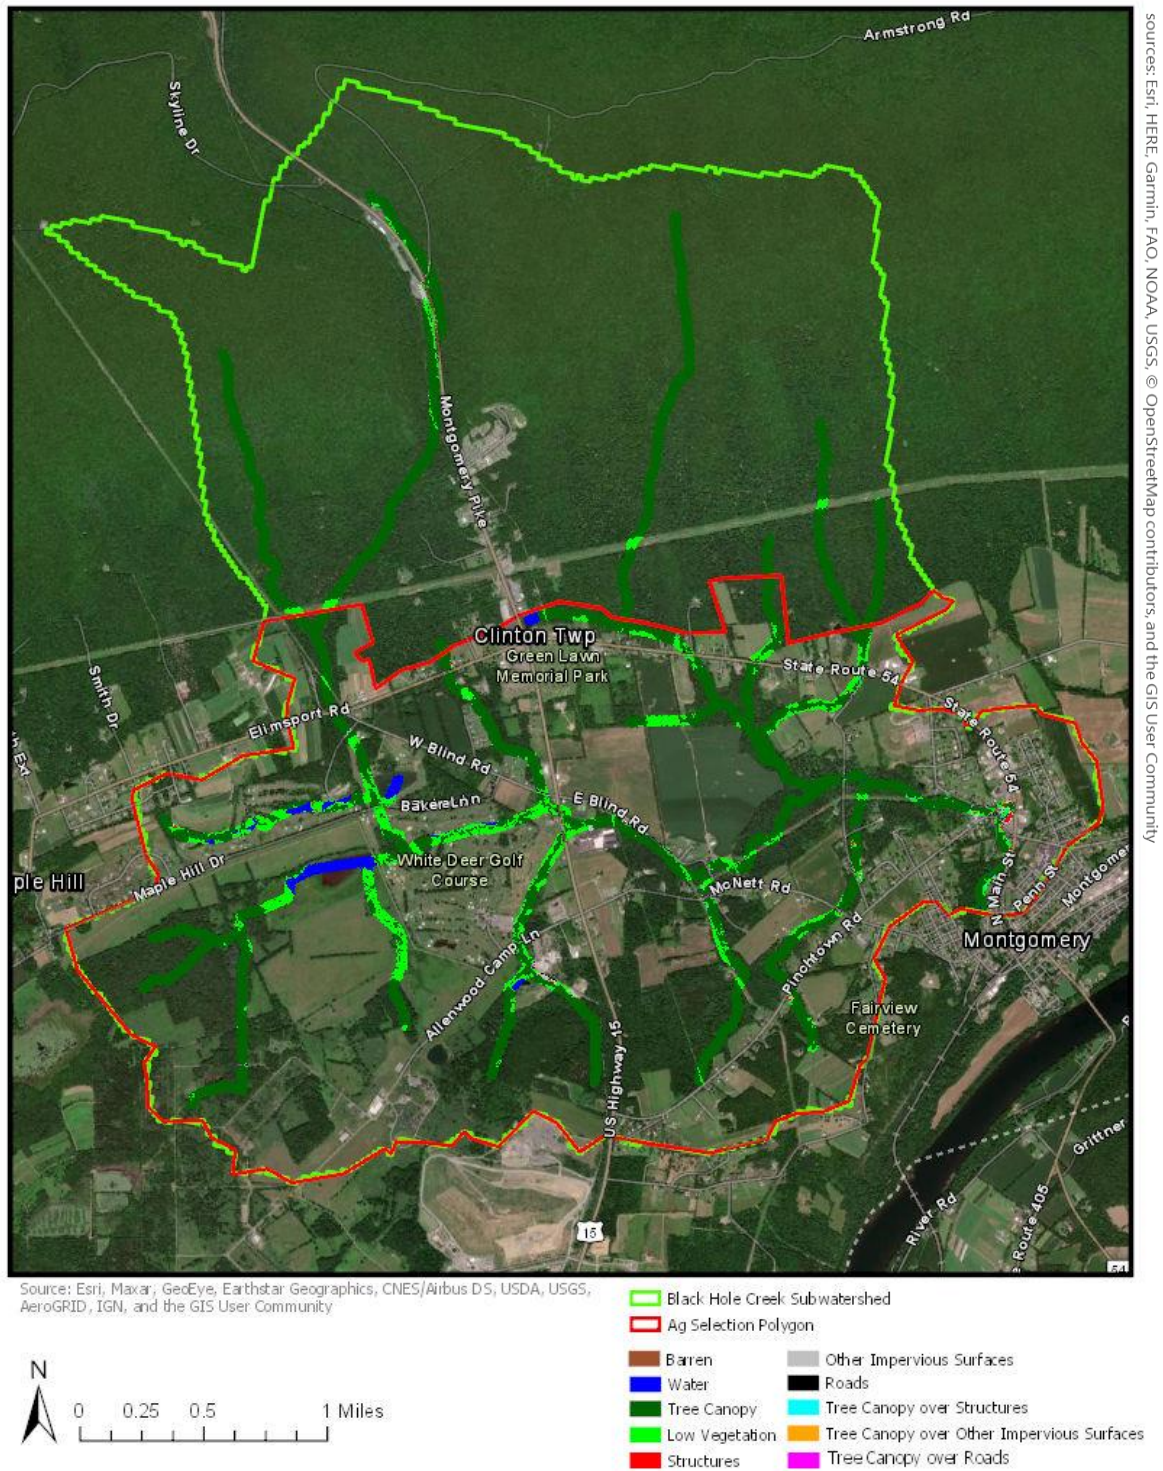 Armstrong Rd
sources: Esri, HERE, Garmin, FAO, NOAA, USGS, © OpenStreetMap contributors, and the GIS User Community
Skyline Dr
Montgomery Pike
Clinton Twp
Green Lawn
Memorial Park
State Route 54
Smith Dr
Elimsport Rd
State Route 54
W Blind Rd
E Blind Rd
White Deer Golf
Course
Maple Hill Dr
ple Hill
McNett Rd
N Main St
Penn St
Montgomer
Montgomery
Allenwood Camp Ln
Pinchtown Rd
Fairview
Cemetery
US Highway 15
Grittner
River Rd
e Route 405
15
54
Source: Esri, Maxar, GeoEye, Earthstar Geographics, CNES/Airbus DS, USDA, USGS,
AeroGRID, IGN, and the GIS User Community
Black Hole Creek Subwatershed
Ag Selection Polygon
Barren
Other Impervious Surfaces
Water
Roads
Tree Canopy
Tree Canopy over Structures
Low Vegetation
Tree Canopy over Other Impervious Surfaces
Structures
Tree Canopy over Roads
N
0 0.25 0.5 1 Miles